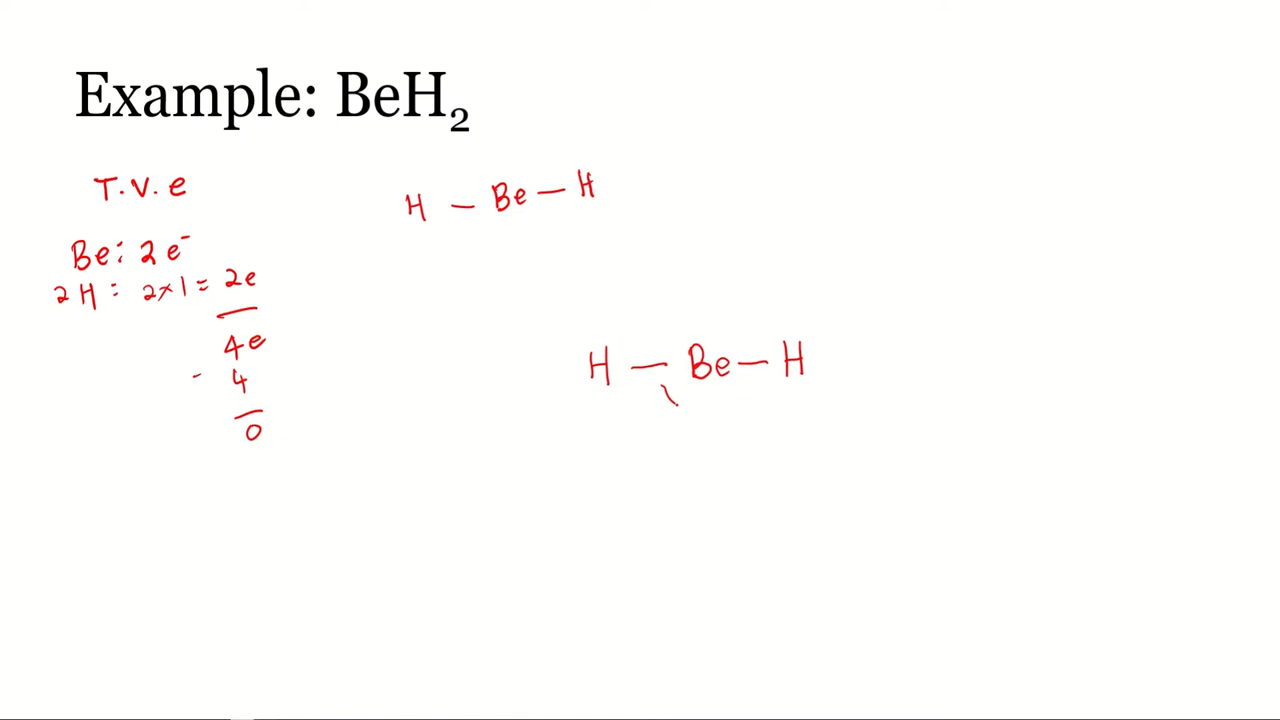 Example: BeH₂
T.V.e
H - Be - H
Be: 2e⁻
2H: 2×1 = 2e
4e
- 4
0
H - Be - H